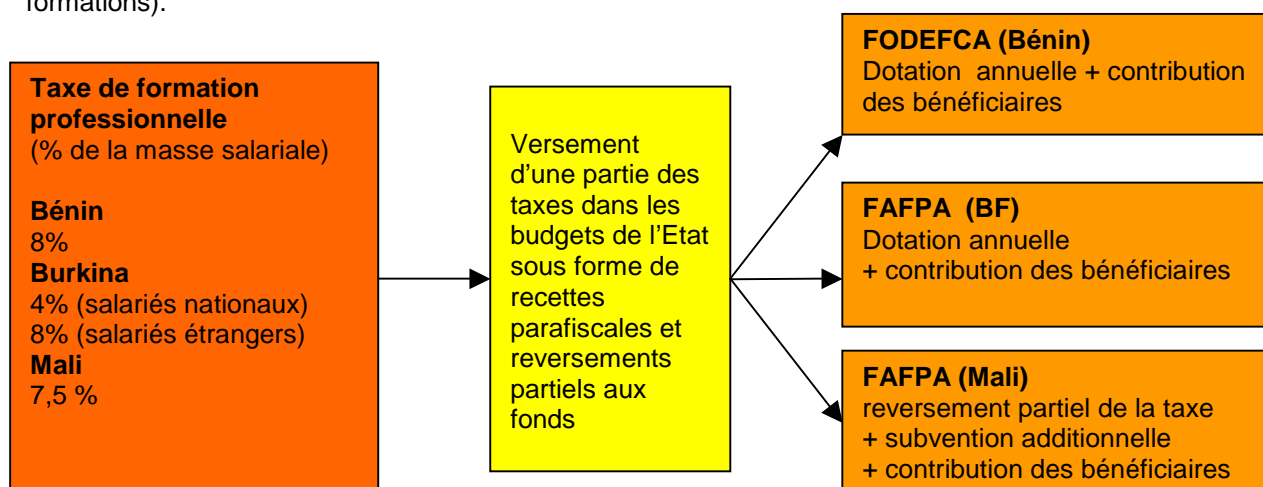 formations).
Taxe de formation
professionnelle
(% de la masse salariale)
Bénin
8%
Burkina
4% (salariés nationaux)
8% (salariés étrangers)
Mali
7,5 %
Versement
d’une partie des
taxes dans les
budgets de l’Etat
sous forme de
recettes
parafiscales et
reversements
partiels aux
fonds
FODEFCA (Bénin)
Dotation annuelle + contribution
des bénéficiaires
FAFPA (BF)
Dotation annuelle
+ contribution des bénéficiaires
FAFPA (Mali)
reversement partiel de la taxe
+ subvention additionnelle
+ contribution des bénéficiaires